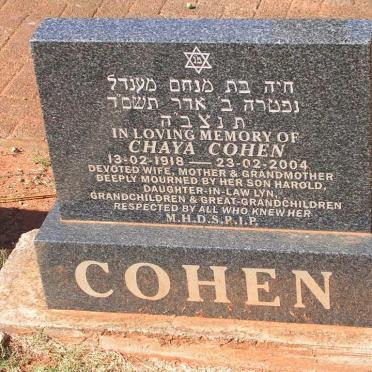 פנ
חיה בת מנחם מענדל
נפטרה ב' אדר תשס"ד
ת נ צ ב" ה
IN LOVING MEMORY OF
CHAYA COHEN
13-02-1918 — 23-02-2004
DEVOTED WIFE, MOTHER & GRANDMOTHER
DEEPLY MOURNED BY HER SON HAROLD,
DAUGHTER-IN-LAW LYN,
GRANDCHILDREN & GREAT-GRANDCHILDREN
RESPECTED BY ALL WHO KNEW HER
M.H.D.S.R.I.P.
COHEN